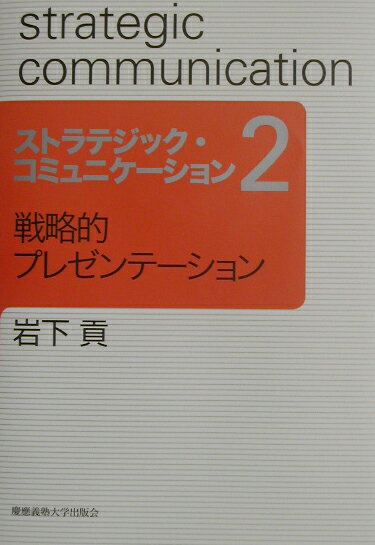 strategic
communication
ストラテジック・
コミュニケーション2
戦略的
プレゼンテーション
岩下 貢
慶應義塾大学出版会